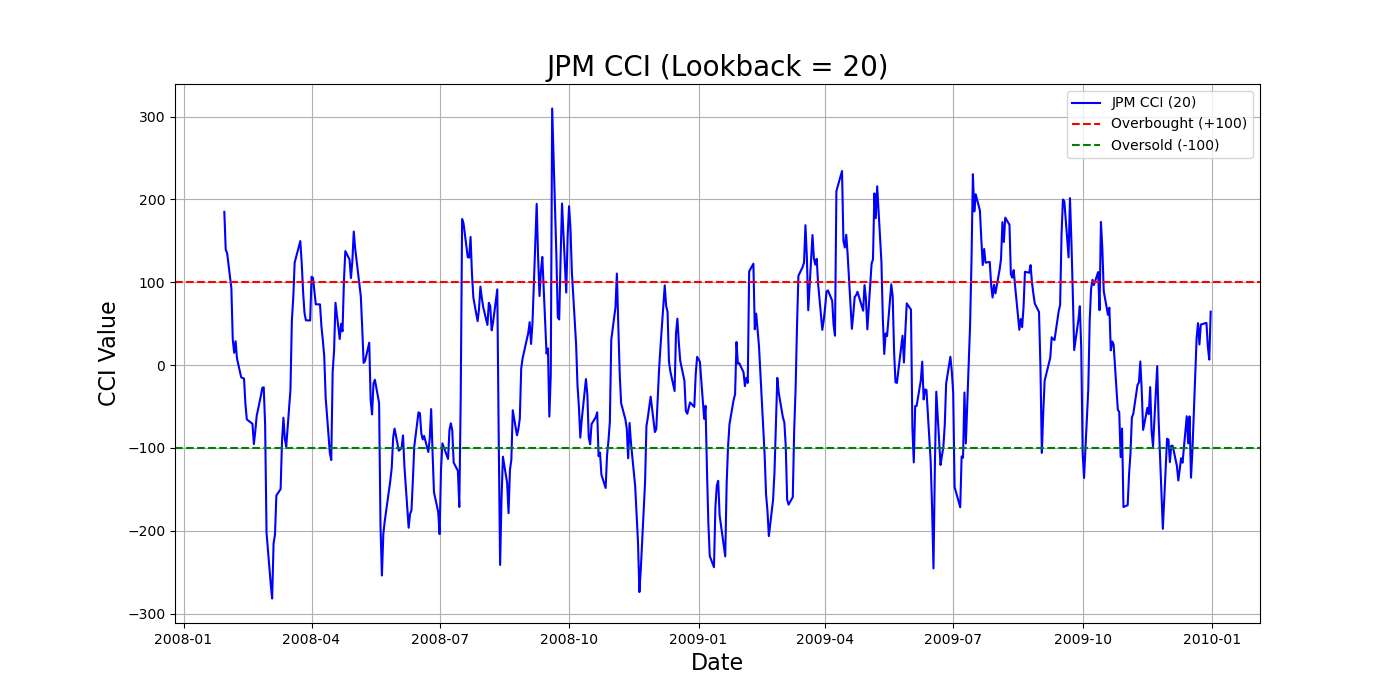 JPM CCI (Lookback = 20)
CCI Value
300
200
100
0
−100
−200
−300
JPM CCI (20)
Overbought (+100)
Oversold (-100)
2008-01
2008-04
2008-07
2008-10
2009-01
2009-04
2009-07
2009-10
2010-01
Date